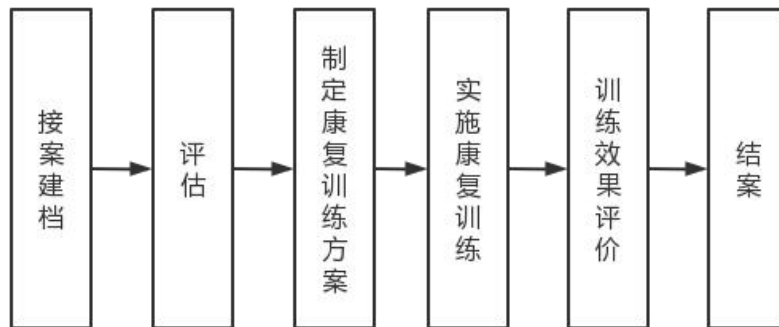 接案建档
评估
制定康复训练方案
实施康复训练
训练效果评价
结案